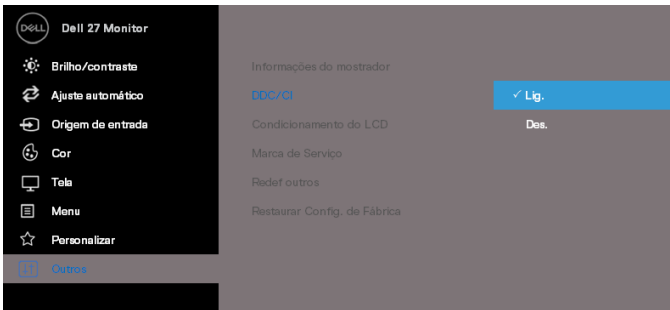 DELL Dell 27 Monitor
Brilho/contraste
Informações do mostrador
Ajuste automático
DDC/CI
✓ Lig.
Origem de entrada
Condicionamento do LCD
Des.
Cor
Marca de Serviço
Tela
Redef outros
Menu
Restaurar Config. de Fábrica
Personalizar
Outros